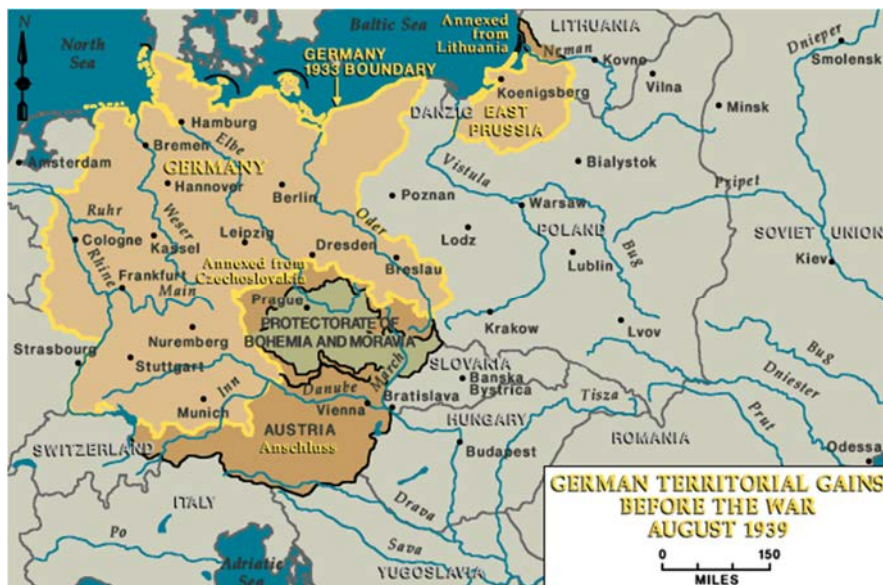 N
North
Sea
Baltic Sea
Annexed
from
Lithuania
LITHUANIA
Neman
Kovno
Vilna
Dnieper
Smolensk
Minsk
GERMANY
1933 BOUNDARY
Koenigsberg
DANZIG
EAST
PRUSSIA
Hamburg
Bremen
Elbe
Amsterdam
GERMANY
Hannover
Berlin
Poznan
Vistula
Bialystok
Warsaw
Pripet
Ruhr
Weser
Cologne
Kassel
Leipzig
Oder
Lodz
POLAND
Bug
SOVIET UNION
Dresden
Breslau
Lublin
Kiev
Rhine
Frankfurt
Main
Annexed from
Czechoslovakia
Prague
PROTECTORATE OF
BOHEMIA AND MORAVIA
Krakow
Lvov
Strasbourg
Nuremberg
Stuttgart
SLOVAKIA
Banska
Bystrica
Bug
Dniester
Inn
Danube
March
Munich
Vienna
Bratislava
Tisza
Prut
HUNGARY
AUSTRIA
Anschluss
SWITZERLAND
Budapest
ROMANIA
Odessa
ITALY
Drava
Po
Sava
Adriatic
Sea
YUGOSLAVIA
GERMAN TERRITORIAL GAINS
BEFORE THE WAR
AUGUST 1939
0 150
MILES